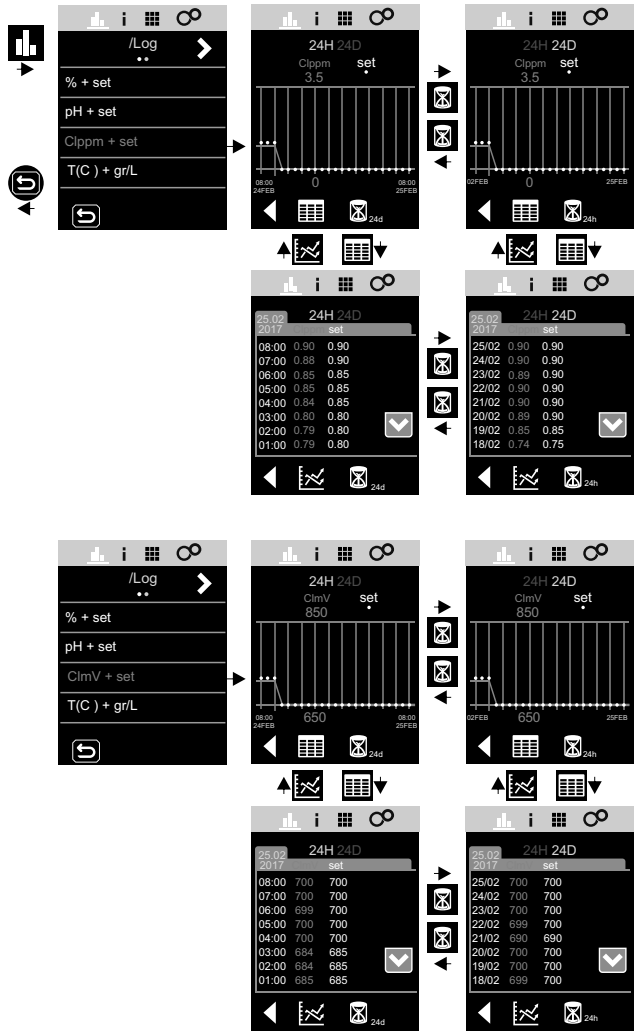 /Log
% + set
pH + set
Clppm + set
T(C ) + gr/L
24H 24D
Clppm set
3.5
08:00 0 08:00
24FEB 25FEB
24d
24H 24D
Clppm set
3.5
02FEB 0 25FEB
24h
24H 24D
25.02
2017 Clppm set
08:00 0.90 0.90
07:00 0.88 0.90
06:00 0.85 0.85
05:00 0.85 0.85
04:00 0.84 0.85
03:00 0.80 0.80
02:00 0.79 0.80
01:00 0.79 0.80
24d
24H 24D
25.02
2017 Clppm set
25/02 0.90 0.90
24/02 0.90 0.90
23/02 0.89 0.90
22/02 0.90 0.90
21/02 0.90 0.90
20/02 0.89 0.90
19/02 0.85 0.85
18/02 0.74 0.75
24h
/Log
% + set
pH + set
ClmV + set
T(C ) + gr/L
24H 24D
ClmV set
850
08:00 650 08:00
24FEB 25FEB
24d
24H 24D
ClmV set
850
02FEB 650 25FEB
24h
24H 24D
25.02
2017 set
08:00 700 700
07:00 700 700
06:00 699 700
05:00 700 700
04:00 700 700
03:00 684 685
02:00 684 685
01:00 685 685
24d
24H 24D
25.02
2017 set
25/02 700 700
24/02 700 700
23/02 700 700
22/02 699 700
21/02 690 690
20/02 700 700
19/02 700 700
18/02 699 700
24h